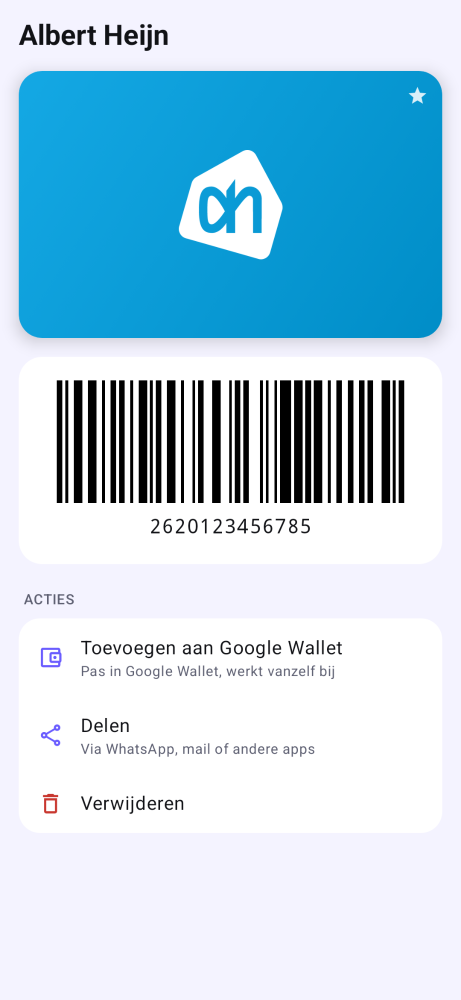 Albert Heijn
ah
2620123456785
ACTIES
Toevoegen aan Google Wallet
Pas in Google Wallet, werkt vanzelf bij
Delen
Via WhatsApp, mail of andere apps
Verwijderen